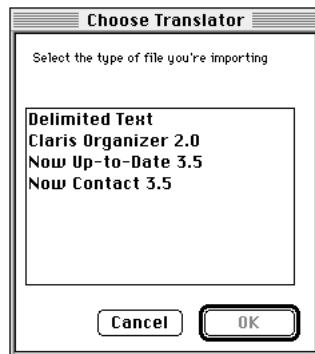 Choose Translator
Select the type of file you're importing
Delimited Text
Claris Organizer 2.0
Now Up-to-Date 3.5
Now Contact 3.5
Cancel OK